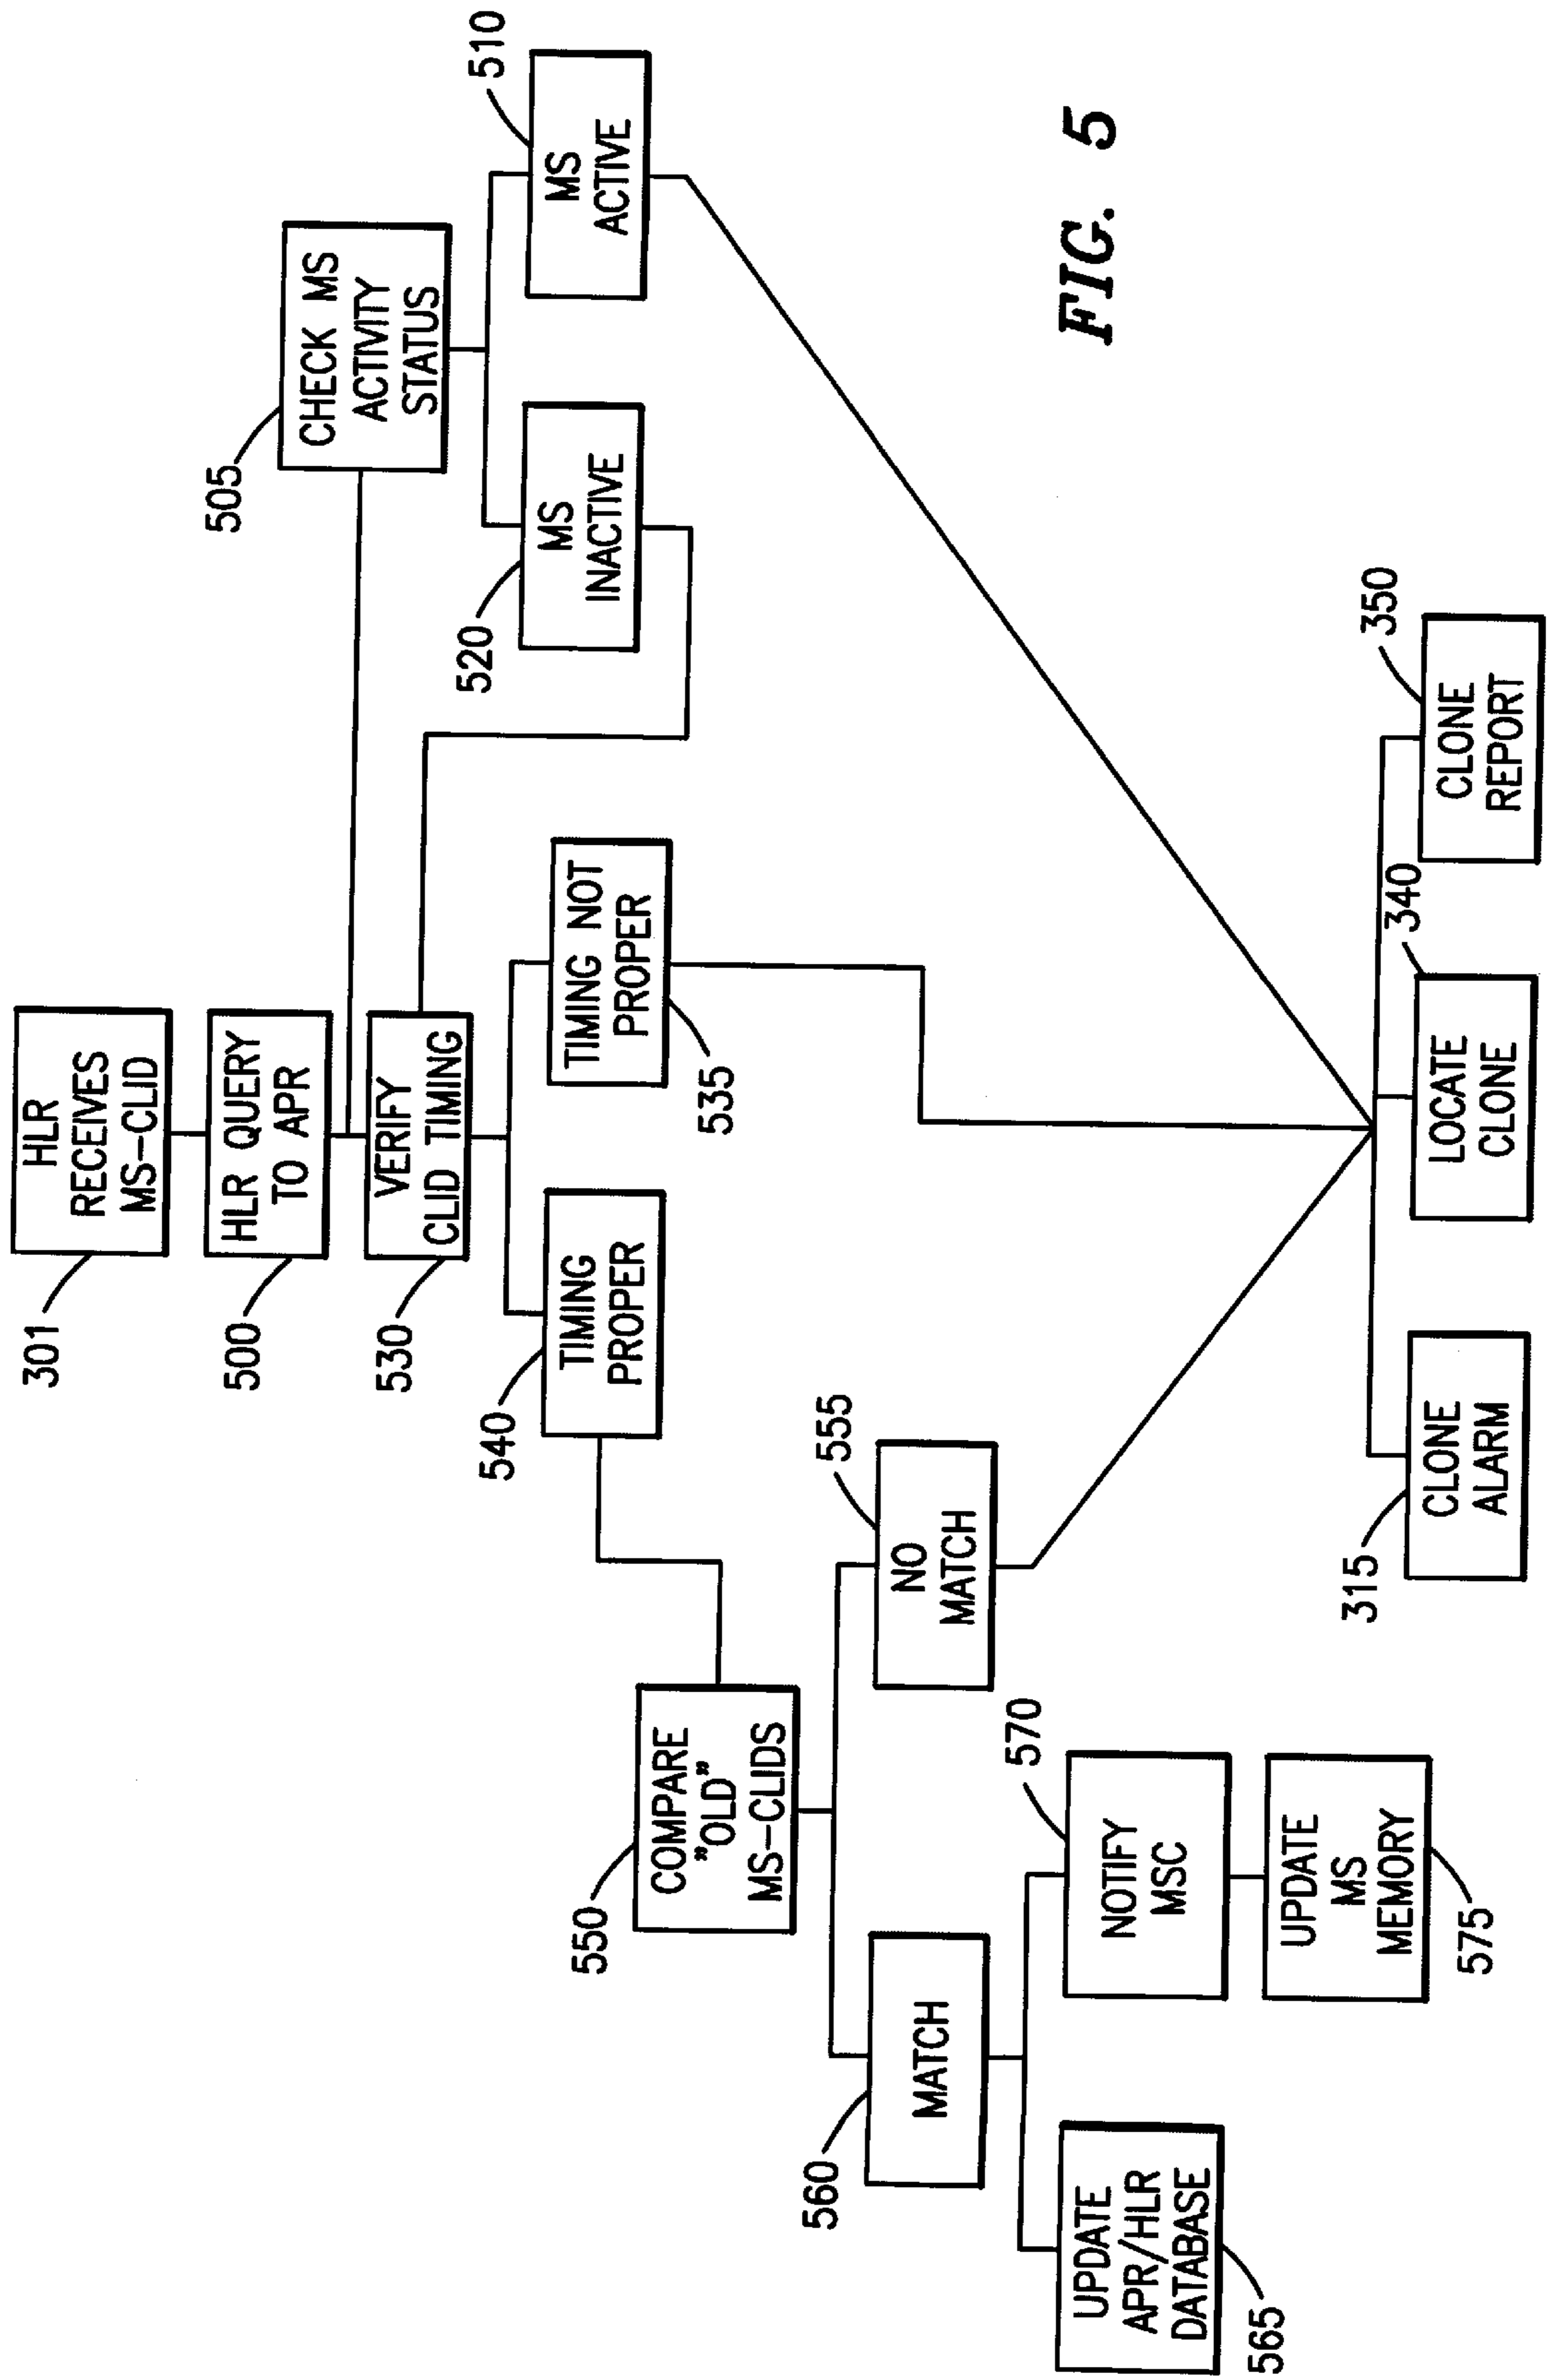 301
HLR
RECEIVES
MS-CLID
500
HLR QUERY
TO APR
505
CHECK MS
ACTIVITY
STATUS
530
VERIFY
CLID TIMING
520
MS
INACTIVE
510
MS
ACTIVE
540
TIMING
PROPER
TIMING NOT
PROPER
535
550
COMPARE
"OLD"
MS-CLIDS
560
MATCH
NO
MATCH
555
UPDATE
APR/HLR
DATABASE
565
570
NOTIFY
MSC
UPDATE
MS
MEMORY
575
315
CLONE
ALARM
340
LOCATE
CLONE
350
CLONE
REPORT
FIG. 5